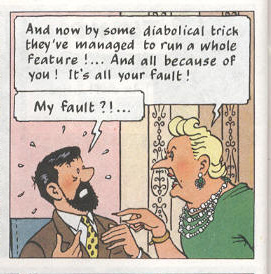 And now by some diabolical trick
they've managed to run a whole
feature !... And all because of
you ! It's all your fault !
My fault ?!...